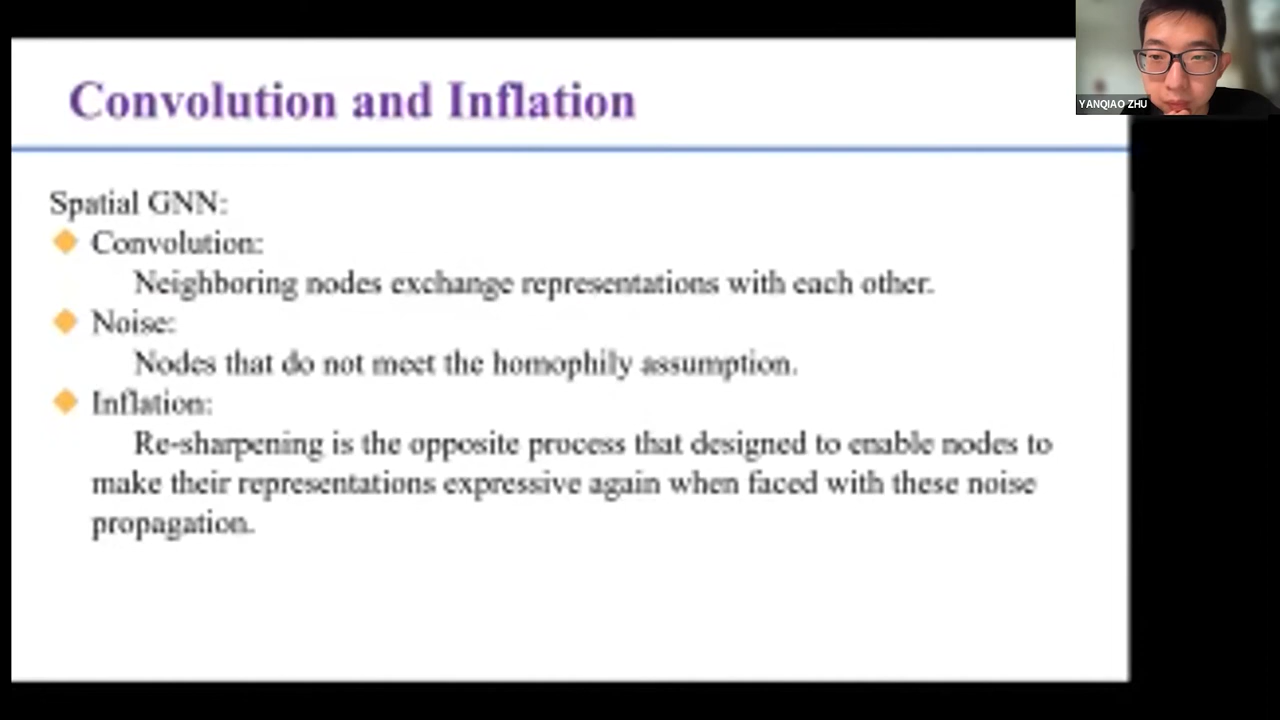 Convolution and Inflation
YANQIAO ZHU
Spatial GNN:
Convolution:
Neighboring nodes exchange representations with each other.
Noise:
Nodes that do not meet the homophily assumption.
Inflation:
Re-sharpening is the opposite process that designed to enable nodes to
make their representations expressive again when faced with these noise
propagation.